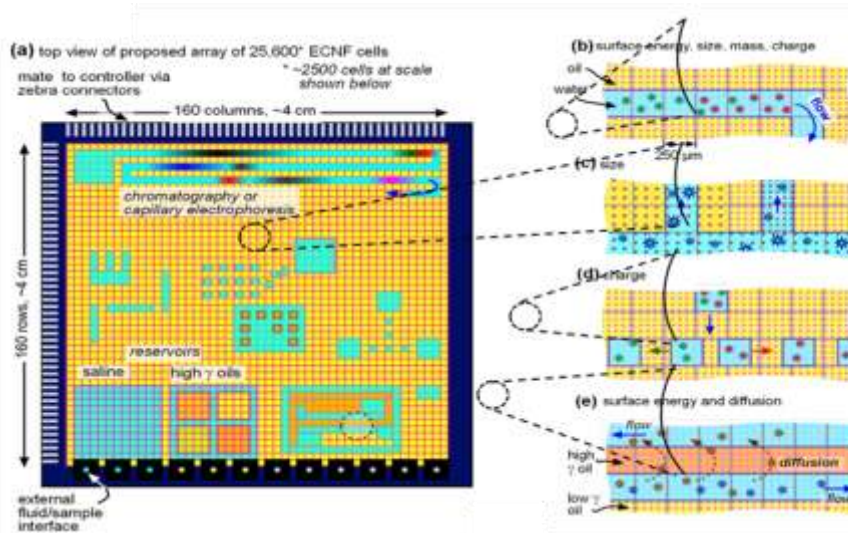 (a) top view of proposed array of 25,600* ECNF cells
* ~2500 cells at scale
shown below
mate to controller via
zebra connectors
160 columns, ~4 cm
160 rows, ~4 cm
chromatography or
capillary electrophoresis
reservoirs
saline
high γ oils
external
fluid/sample
interface
(b) surface energy, size, mass, charge
oil
water
flow
250 µm
(c) size
(d) charge
(e) surface energy and diffusion
flow
high
γ oil
diffusion
low γ
oil
flow